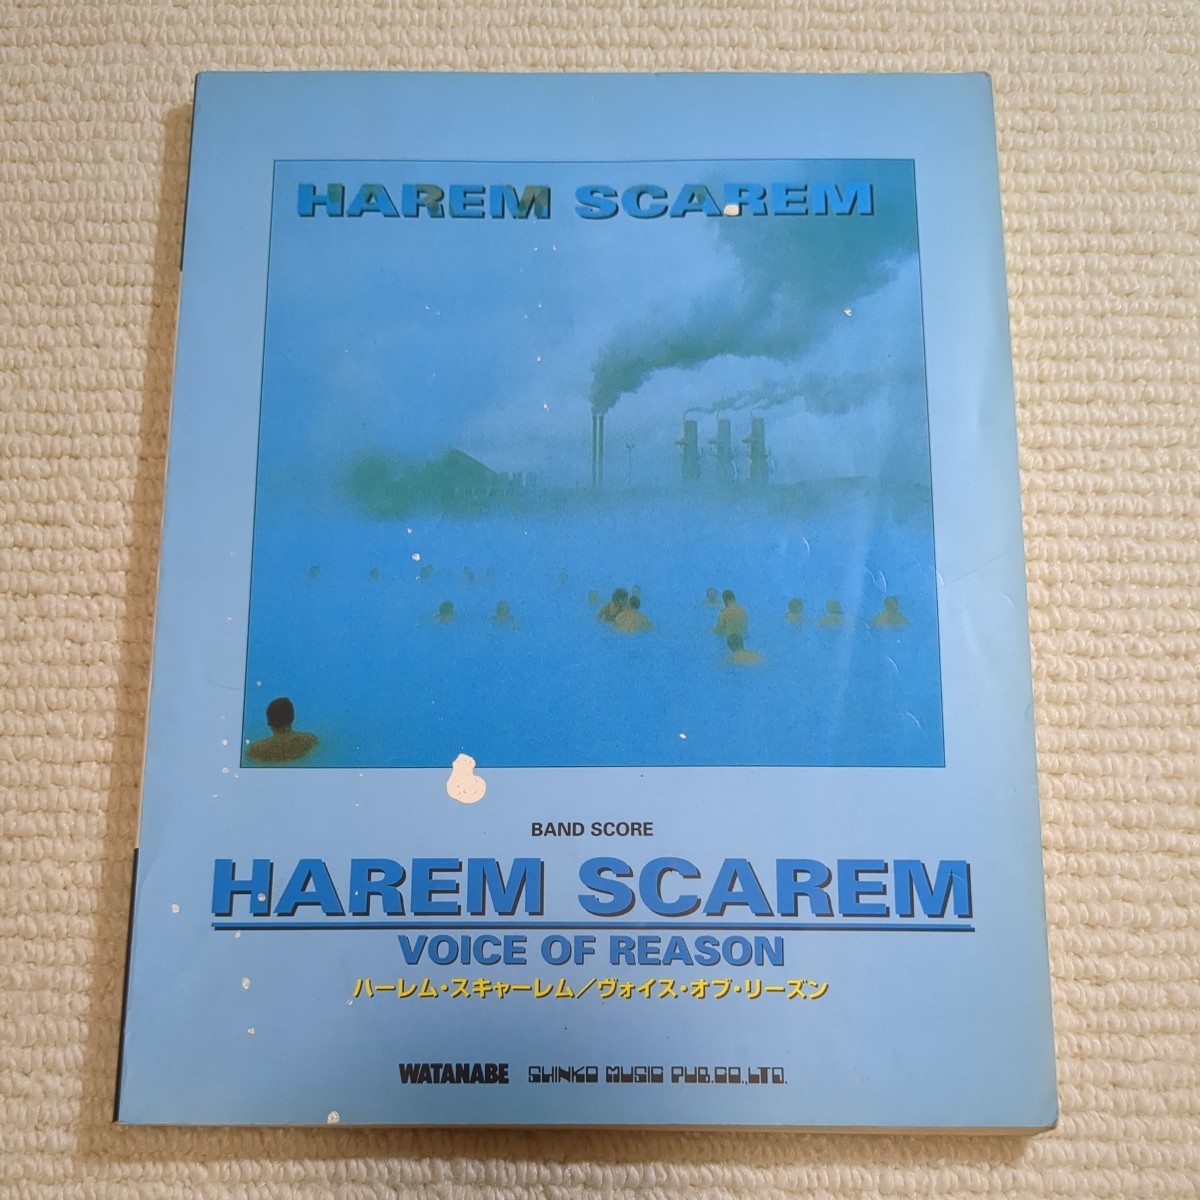 HAREM SCAREM
BAND SCORE
HAREM SCAREM
VOICE OF REASON
ハーレム・スキャーレム/ヴォイス・オブ・リーズン
WATANABE SHINKO MUSIC PUB.CO.,LTD.